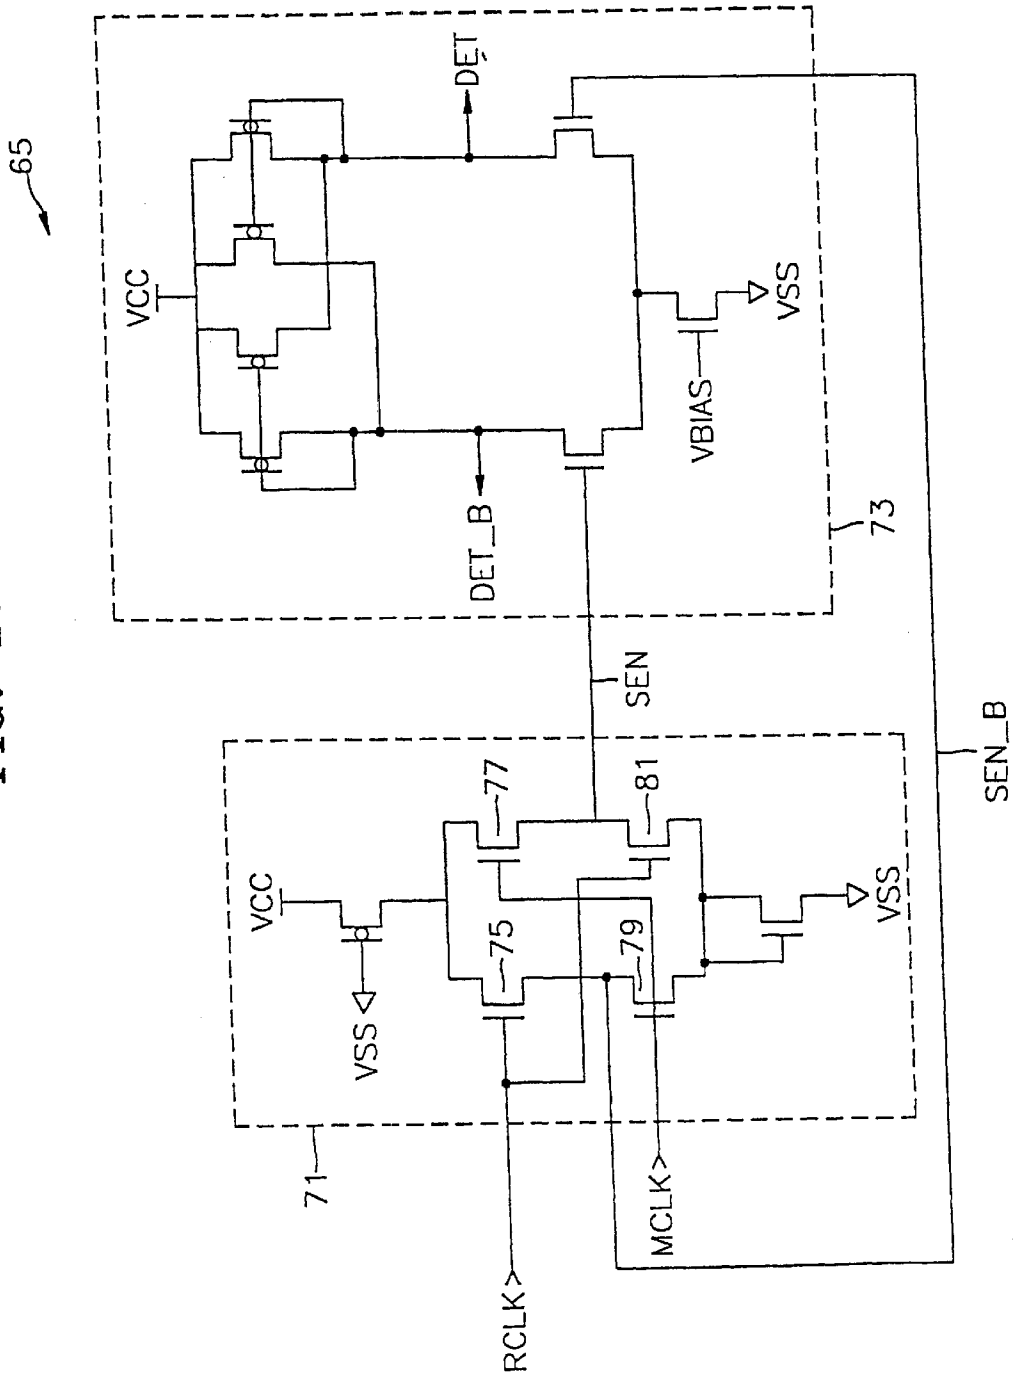 65
VCC
DET
DET_B
VBIAS
VSS
73
SEN
SEN_B
71
VCC
VSS
75
77
79
81
VSS
RCLK
MCLK